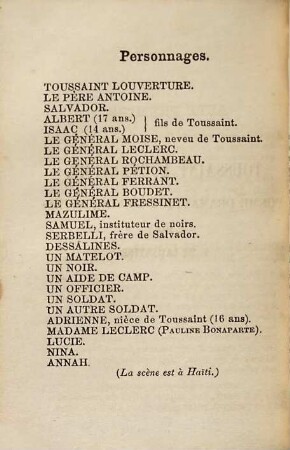 Personnages.
TOUSSAINT LOUVERTURE.
LE PÈRE ANTOINE.
SALVADOR.
ALBERT (17 ans.)
ISAAC (14 ans.)
fils de Toussaint.
LE GÉNÉRAL MOISE, neveu de Toussaint.
LE GÉNÉRAL LECLERC.
LE GÉNÉRAL ROCHAMBEAU.
LE GÉNÉRAL PÉTION.
LE GÉNÉRAL FERRANT.
LE GÉNÉRAL BOUDET.
LE GÉNÉRAL FRESSINET.
MAZULIME.
SAMUEL, instituteur de noirs.
SERBELLI, frère de Salvador.
DESSALINES.
UN MATELOT.
UN NOIR.
UN AIDE DE CAMP.
UN OFFICIER.
UN SOLDAT.
UN AUTRE SOLDAT.
ADRIENNE, nièce de Toussaint (16 ans).
MADAME LECLERC (PAULINE BONAPARTE).
LUCIE.
NINA.
ANNAH.
(La scène est à Haïti.)